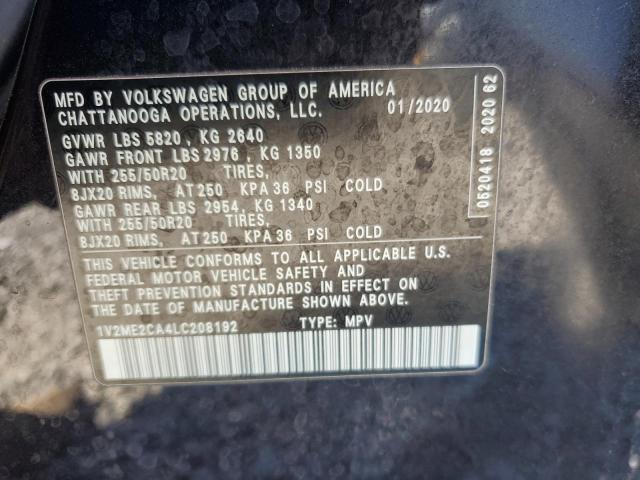 MFD BY VOLKSWAGEN GROUP OF AMERICA
CHATTANOOGA OPERATIONS, LLC. 01/2020
GVWR LBS 5820, KG 2640
GAWR FRONT LBS 2976, KG 1350
WITH 255/50R20 TIRES,
8JX20 RIMS, AT 250 KPA 36 PSI COLD
GAWR REAR LBS 2954, KG 1340
WITH 255/50R20 TIRES,
8JX20 RIMS, AT 250 KPA 36 PSI COLD
THIS VEHICLE CONFORMS TO ALL APPLICABLE U.S.
FEDERAL MOTOR VEHICLE SAFETY AND
THEFT PREVENTION STANDARDS IN EFFECT ON
THE DATE OF MANUFACTURE SHOWN ABOVE.
1V2ME2CA4LC208192 TYPE: MPV
0520418 2020 62